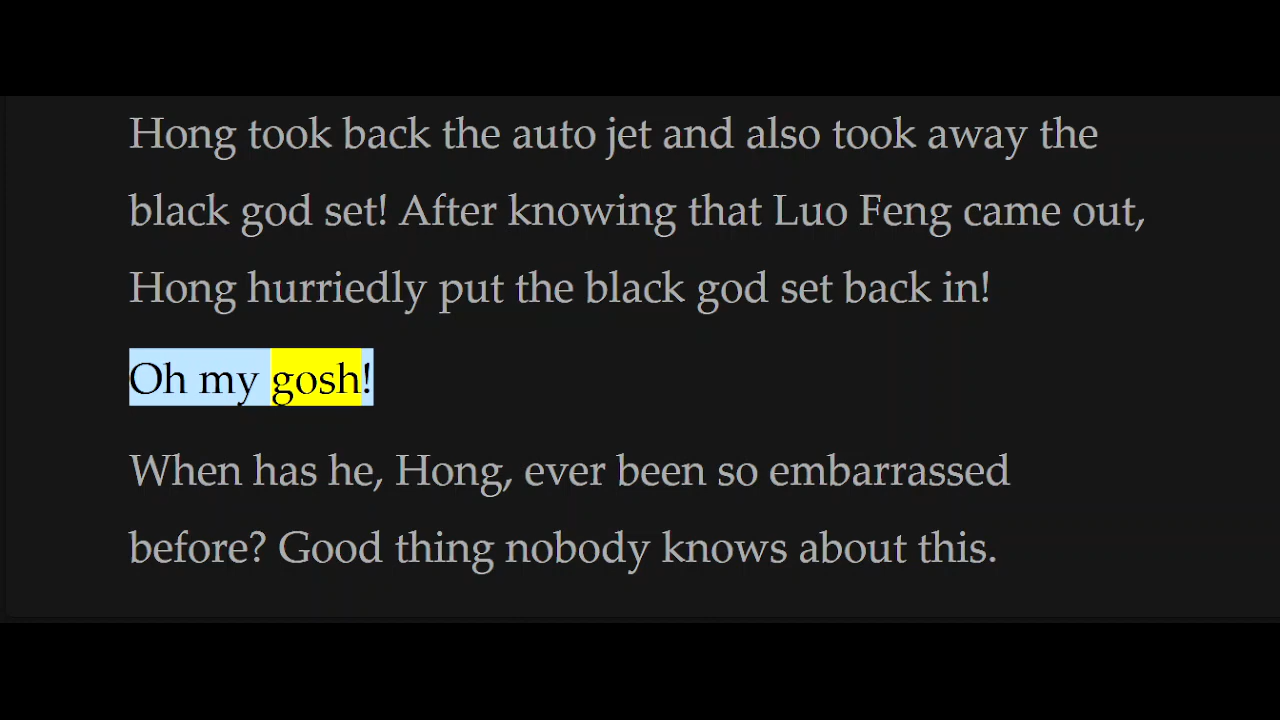 Hong took back the auto jet and also took away the
black god set! After knowing that Luo Feng came out,
Hong hurriedly put the black god set back in!
Oh my gosh!
When has he, Hong, ever been so embarrassed
before? Good thing nobody knows about this.